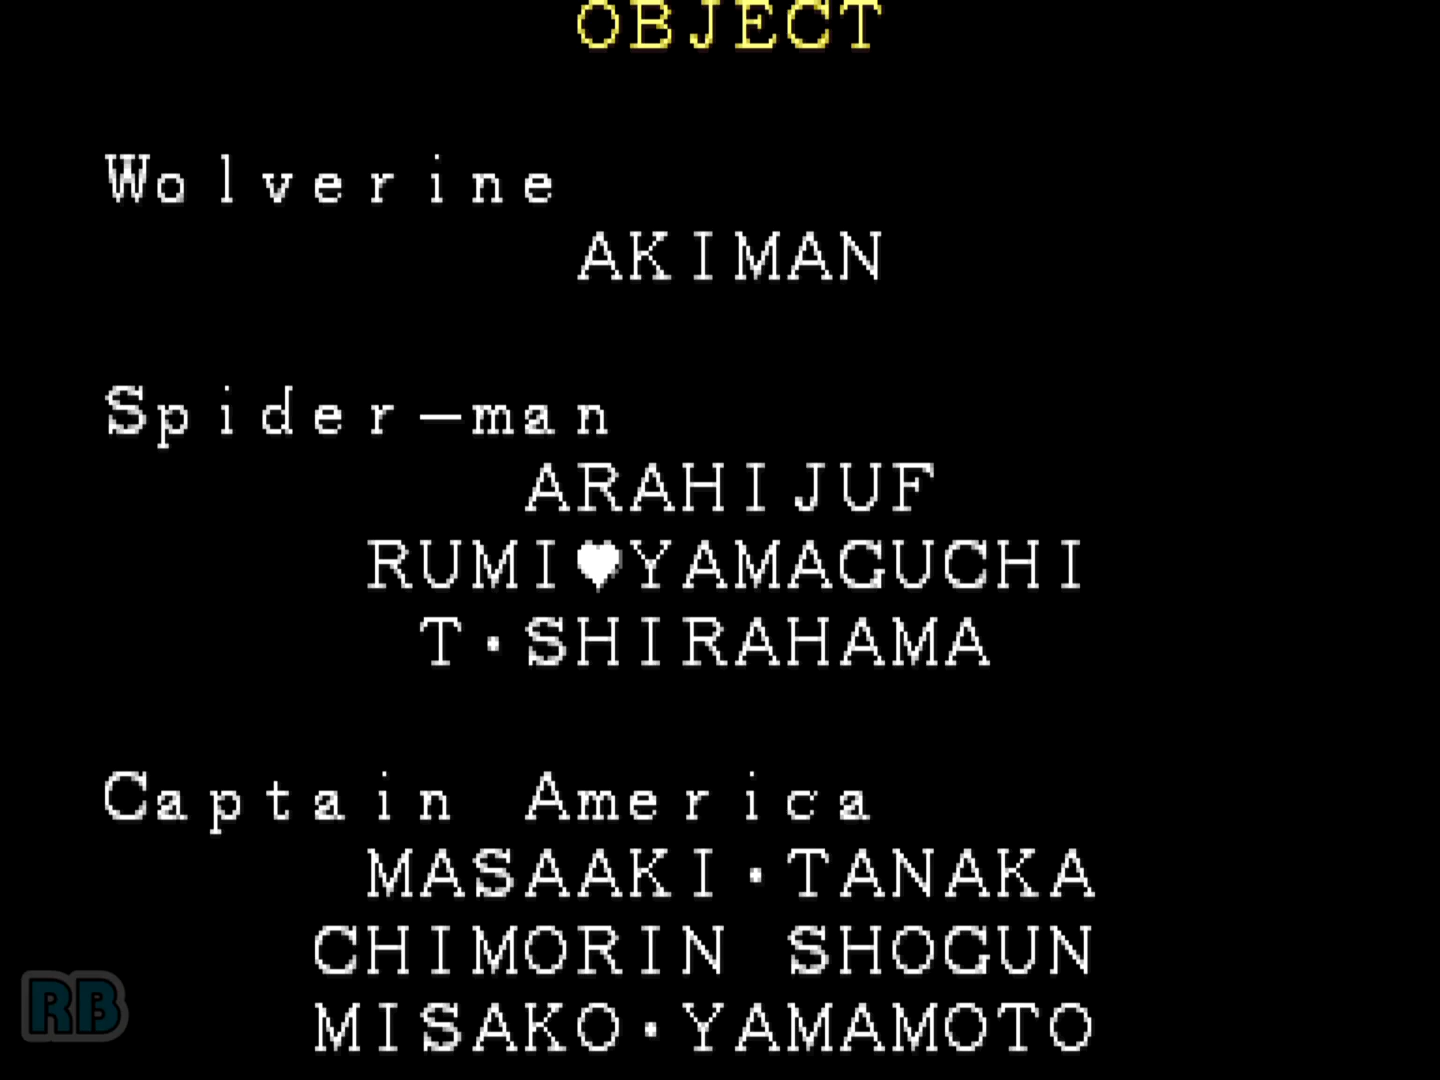 OBJECT
Wolverine
AKIMAN
Spider-man
ARAHIJUF
RUMI♥YAMAGUCHI
T·SHIRAHAMA
Captain America
MASAAKI·TANAKA
CHIMORIN SHOGUN
MISAKO·YAMAMOTO
RB